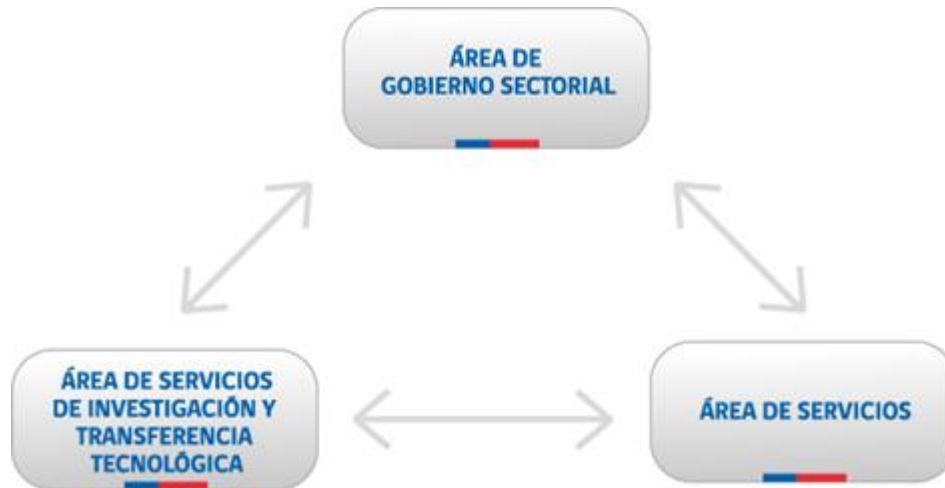 ÁREA DE
GOBIERNO SECTORIAL
ÁREA DE SERVICIOS
DE INVESTIGACIÓN Y
TRANSFERENCIA
TECNOLÓGICA
ÁREA DE SERVICIOS